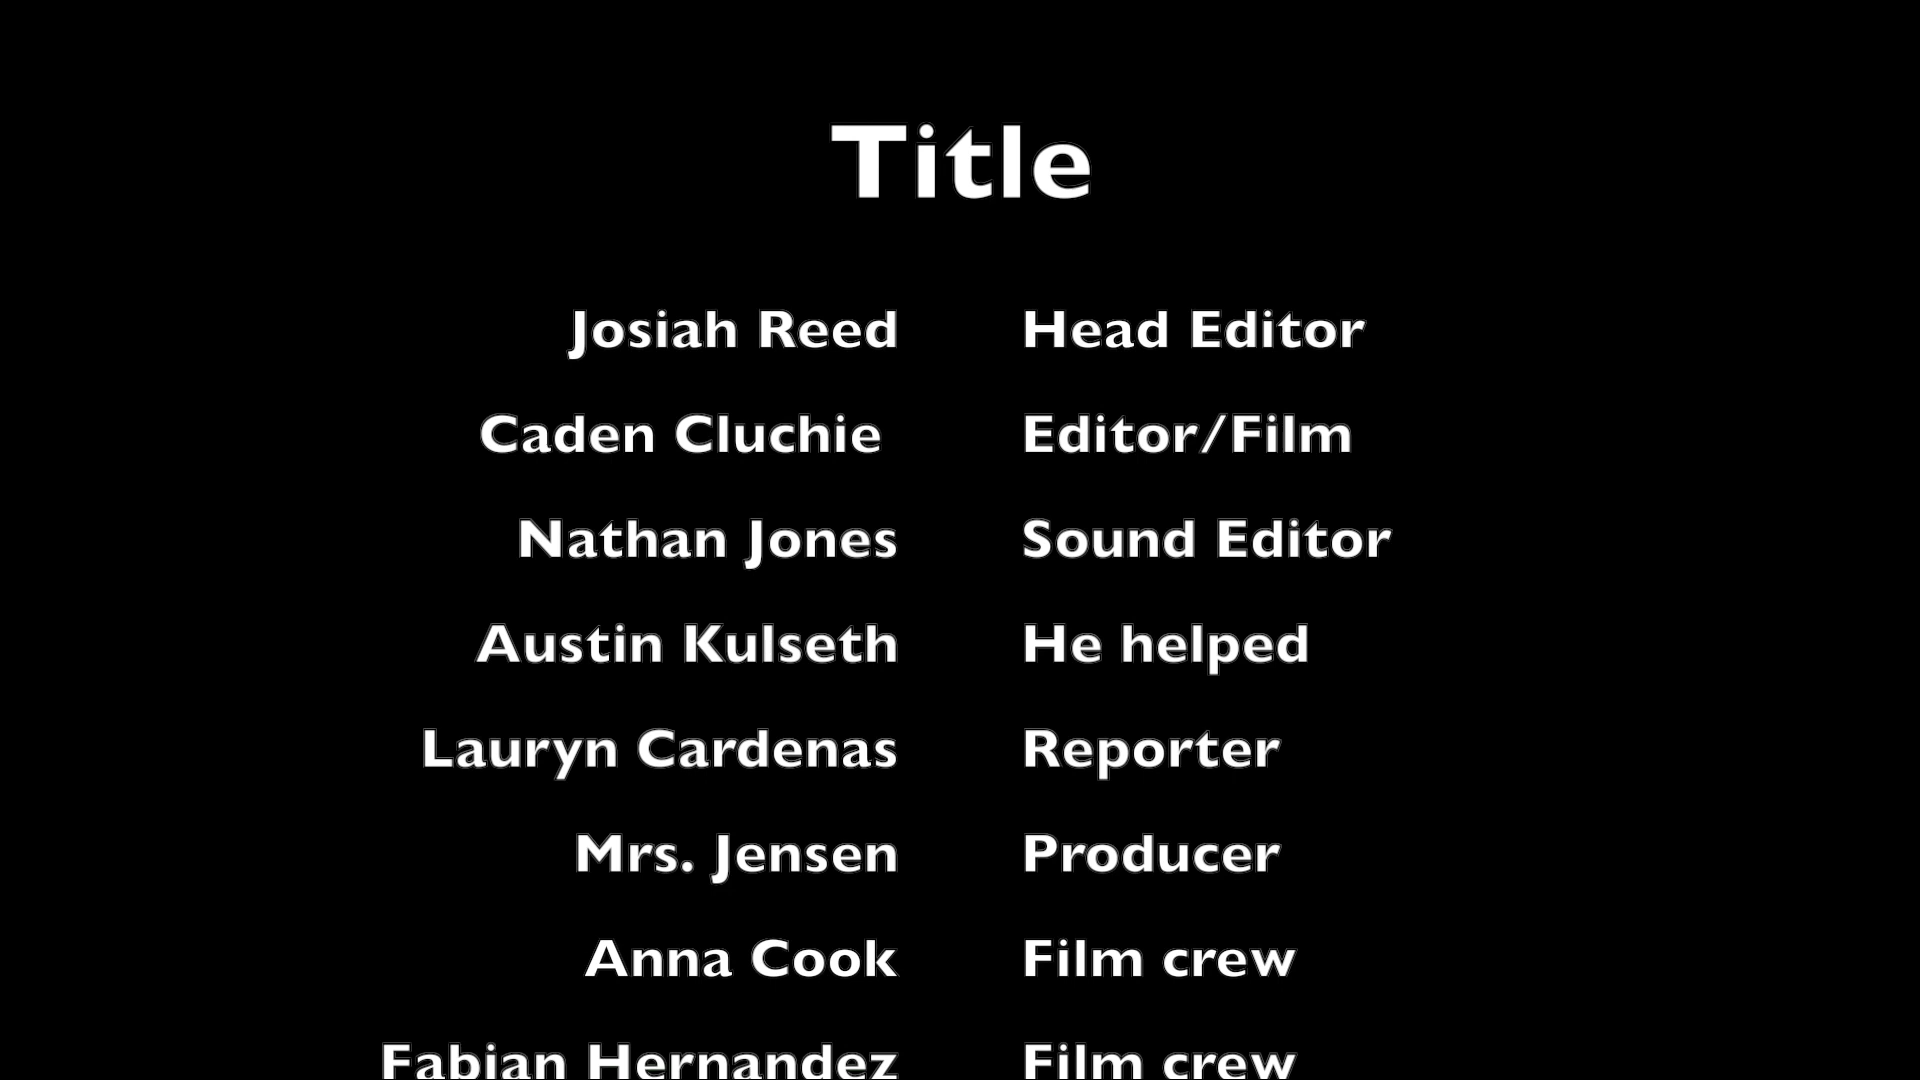 Title
Josiah Reed Head Editor
Caden Cluchie Editor/Film
Nathan Jones Sound Editor
Austin Kulseth He helped
Lauryn Cardenas Reporter
Mrs. Jensen Producer
Anna Cook Film crew
Fabian Hernandez Film crew